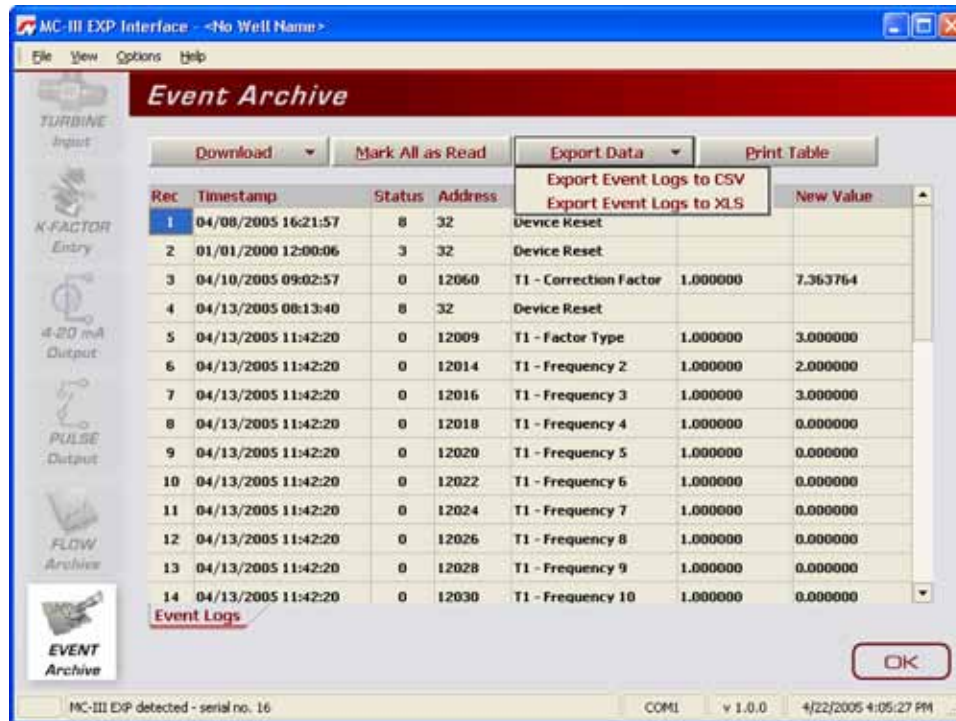 MC-III EXP Interface - <No Well Name>
File View Options Help
Event Archive
TURBINE
Input
K-FACTOR
Entry
4-20 mA
Output
PULSE
Output
FLOW
Archive
EVENT
Archive
Download Mark All as Read Export Data Print Table
Export Event Logs to CSV
Export Event Logs to XLS
Rec Timestamp Status Address New Value
1 04/08/2005 16:21:57 8 32 Device Reset
2 01/01/2000 12:00:06 3 32 Device Reset
3 04/10/2005 09:02:57 0 12060 T1 - Correction Factor 1.000000 7.363764
4 04/13/2005 08:13:40 8 32 Device Reset
5 04/13/2005 11:42:20 0 12009 T1 - Factor Type 1.000000 3.000000
6 04/13/2005 11:42:20 0 12014 T1 - Frequency 2 1.000000 2.000000
7 04/13/2005 11:42:20 0 12016 T1 - Frequency 3 1.000000 3.000000
8 04/13/2005 11:42:20 0 12018 T1 - Frequency 4 1.000000 0.000000
9 04/13/2005 11:42:20 0 12020 T1 - Frequency 5 1.000000 0.000000
10 04/13/2005 11:42:20 0 12022 T1 - Frequency 6 1.000000 0.000000
11 04/13/2005 11:42:20 0 12024 T1 - Frequency 7 1.000000 0.000000
12 04/13/2005 11:42:20 0 12026 T1 - Frequency 8 1.000000 0.000000
13 04/13/2005 11:42:20 0 12028 T1 - Frequency 9 1.000000 0.000000
14 04/13/2005 11:42:20 0 12030 T1 - Frequency 10 1.000000 0.000000
Event Logs
OK
MC-III EXP detected - serial no. 16 COM1 v 1.0.0 4/22/2005 4:05:27 PM